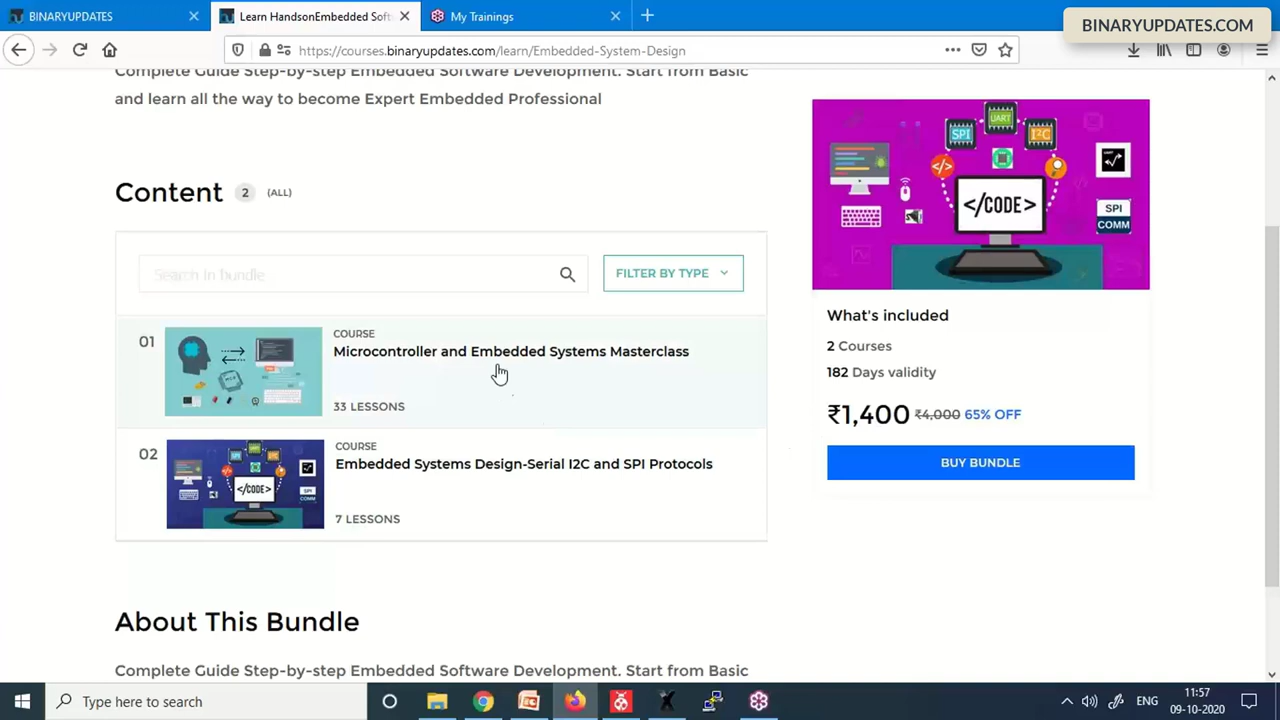 BINARYUPDATES
Learn HandsonEmbedded Soft
My Trainings
BINARYUPDATES.COM
https://courses.binaryupdates.com/learn/Embedded-System-Design
Complete Guide Step-by-step Embedded Software Development. Start from Basic
and learn all the way to become Expert Embedded Professional
Content 2 (ALL)
Search in bundle
FILTER BY TYPE
01
COURSE
Microcontroller and Embedded Systems Masterclass
33 LESSONS
02
COURSE
Embedded Systems Design-Serial I2C and SPI Protocols
7 LESSONS
About This Bundle
Complete Guide Step-by-step Embedded Software Development. Start from Basic
SPI
UART
I²C
</CODE>
SPI
COMM
What's included
2 Courses
182 Days validity
₹1,400 ₹4,000 65% OFF
BUY BUNDLE
</CODE>
Type here to search
ENG
11:57
09-10-2020